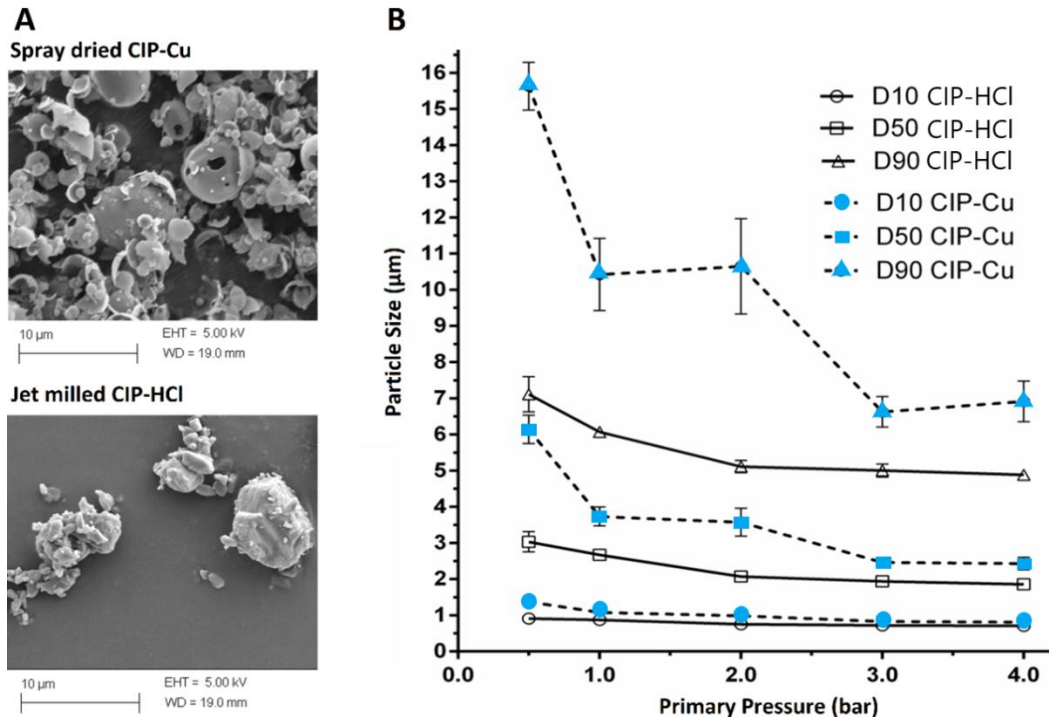 A
Spray dried CIP-Cu
10 µm
EHT = 5.00 kV
WD = 19.0 mm
Jet milled CIP-HCl
10 µm
EHT = 5.00 kV
WD = 19.0 mm
B
Particle Size (µm)
16
15
14
13
12
11
10
9
8
7
6
5
4
3
2
1
0
0.0 1.0 2.0 3.0 4.0
Primary Pressure (bar)
D10 CIP-HCl
D50 CIP-HCl
D90 CIP-HCl
D10 CIP-Cu
D50 CIP-Cu
D90 CIP-Cu